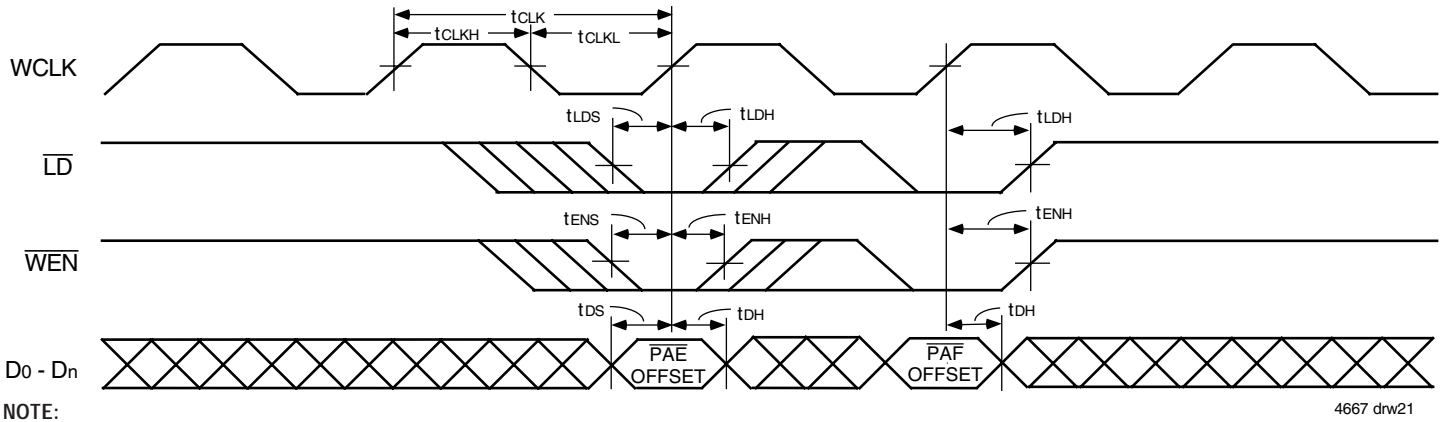 tCLK
tCLKH
tCLKL
WCLK
tLDS
tLDH
tLDH
LD
tENS
tENH
tENH
WEN
tDS
tDH
tDH
D0 - Dn
PAE
OFFSET
PAF
OFFSET
NOTE:
4667 drw21